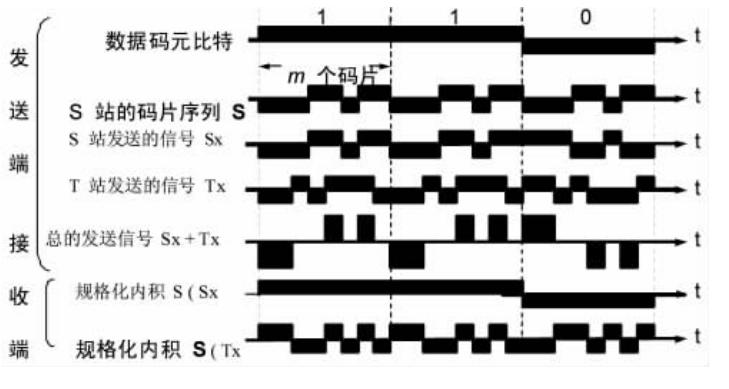 1 1 0
数据码元比特 t
m 个码片
S 站的码片序列 S t
S 站发送的信号 Sx t
T 站发送的信号 Tx t
总的发送信号 Sx + Tx t
规格化内积 S ( Sx t
规格化内积 S ( Tx t
发送端
接收端